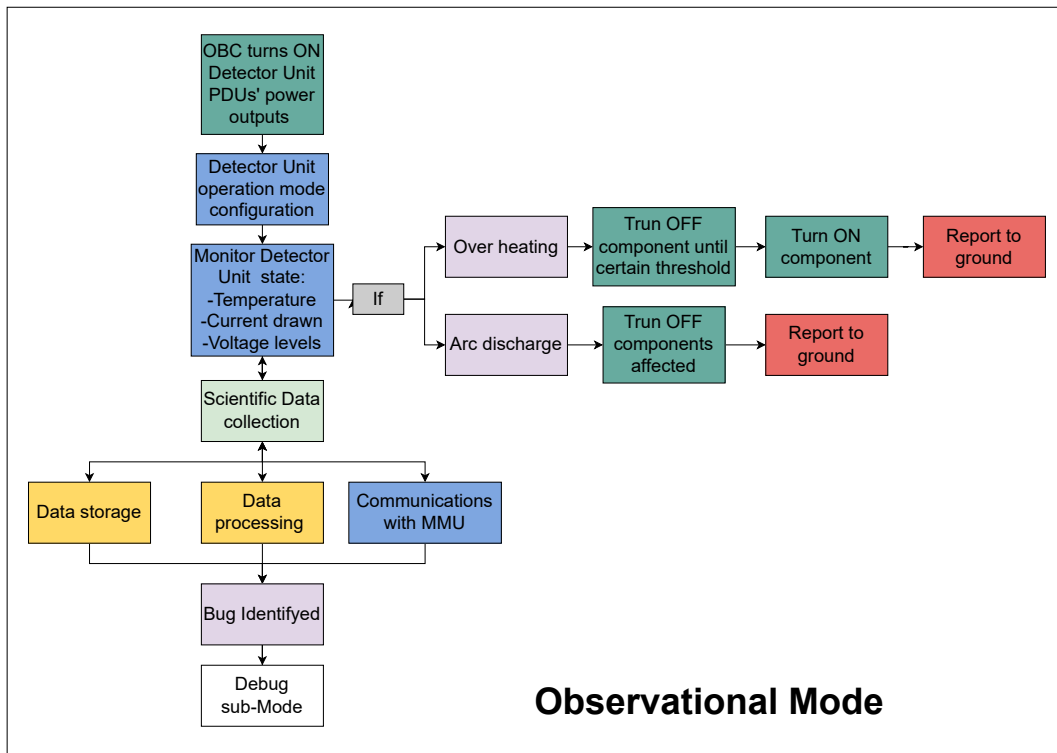 OBC turns ON
Detector Unit
PDUs' power
outputs
Detector Unit
operation mode
configuration
Monitor Detector
Unit state:
-Temperature
-Current drawn
-Voltage levels
If
Over heating
Trun OFF
component until
certain threshold
Turn ON
component
Report to
ground
Arc discharge
Trun OFF
components
affected
Report to
ground
Scientific Data
collection
Data storage
Data
processing
Communications
with MMU
Bug Identifyed
Debug
sub-Mode
Observational Mode